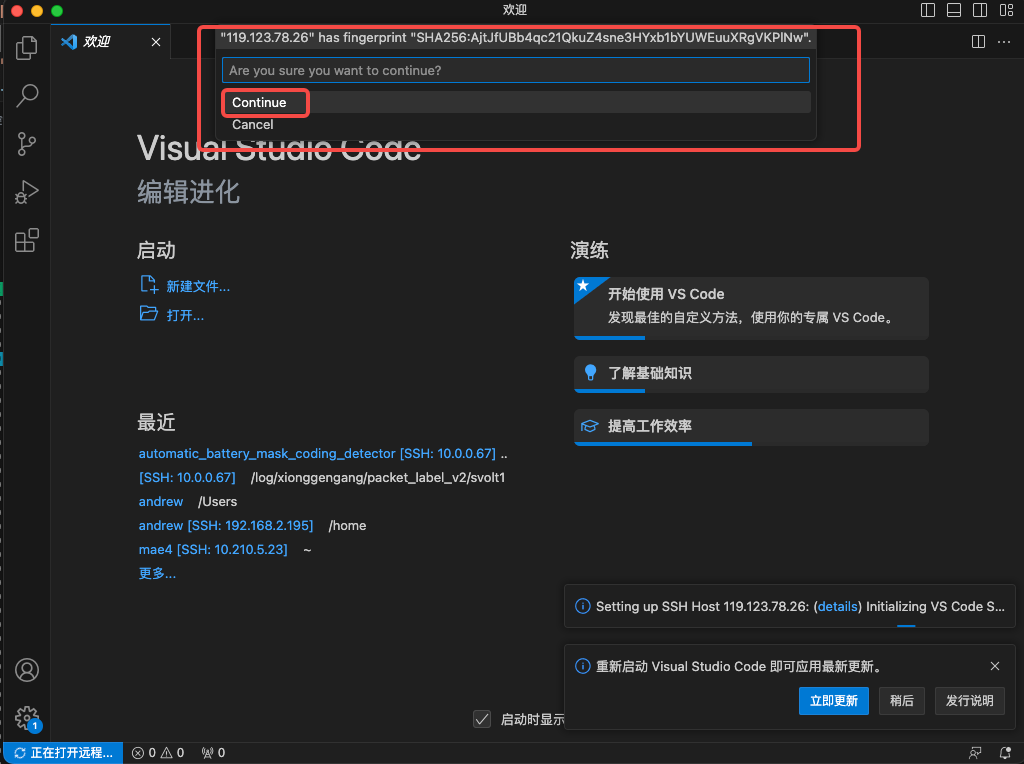 欢迎
欢迎
"119.123.78.26" has fingerprint "SHA256:AjtJfUBb4qc21QkuZ4sne3HYxb1bYUWEuuXRgVKPlNw".
Are you sure you want to continue?
Continue
Cancel
Visual Studio Code
编辑进化
启动
新建文件...
打开...
最近
automatic_battery_mask_coding_detector [SSH: 10.0.0.67] ..
[SSH: 10.0.0.67] /log/xionggengang/packet_label_v2/svolt1
andrew /Users
andrew [SSH: 192.168.2.195] /home
mae4 [SSH: 10.210.5.23] ~
更多...
演练
开始使用 VS Code
发现最佳的自定义方法，使用你的专属 VS Code。
了解基础知识
提高工作效率
Setting up SSH Host 119.123.78.26: (details) Initializing VS Code S...
重新启动 Visual Studio Code 即可应用最新更新。
立即更新 稍后 发行说明
启动时显示
1
正在打开远程... 0 0 0